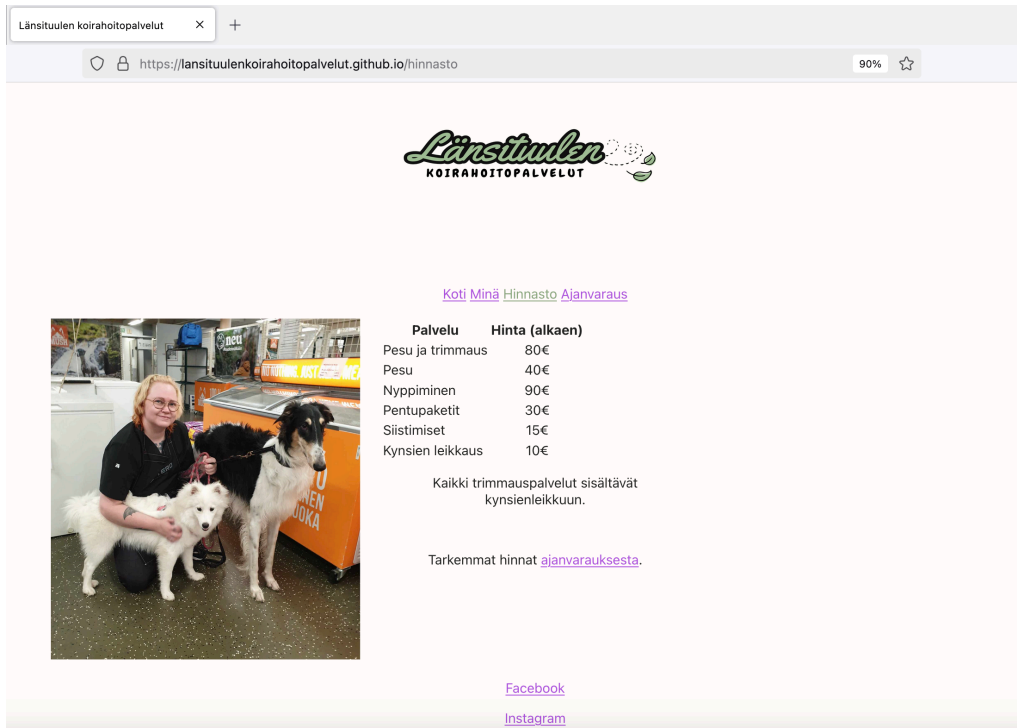 Länsituulen koirahoitopalvelut
https://lansituulenkoirahoitopalvelut.github.io/hinnasto
90%
Länsituulen
KOIRAHOITOPALVELUT
Koti Minä Hinnasto Ajanvaraus
Palvelu Hinta (alkaen)
Pesu ja trimmaus 80€
Pesu 40€
Nyppiminen 90€
Pentupaketit 30€
Siistimiset 15€
Kynsien leikkaus 10€
Kaikki trimmauspalvelut sisältävät
kynsienleikkuun.
Tarkemmat hinnat ajanvarauksesta.
neu
Facebook
Instagram